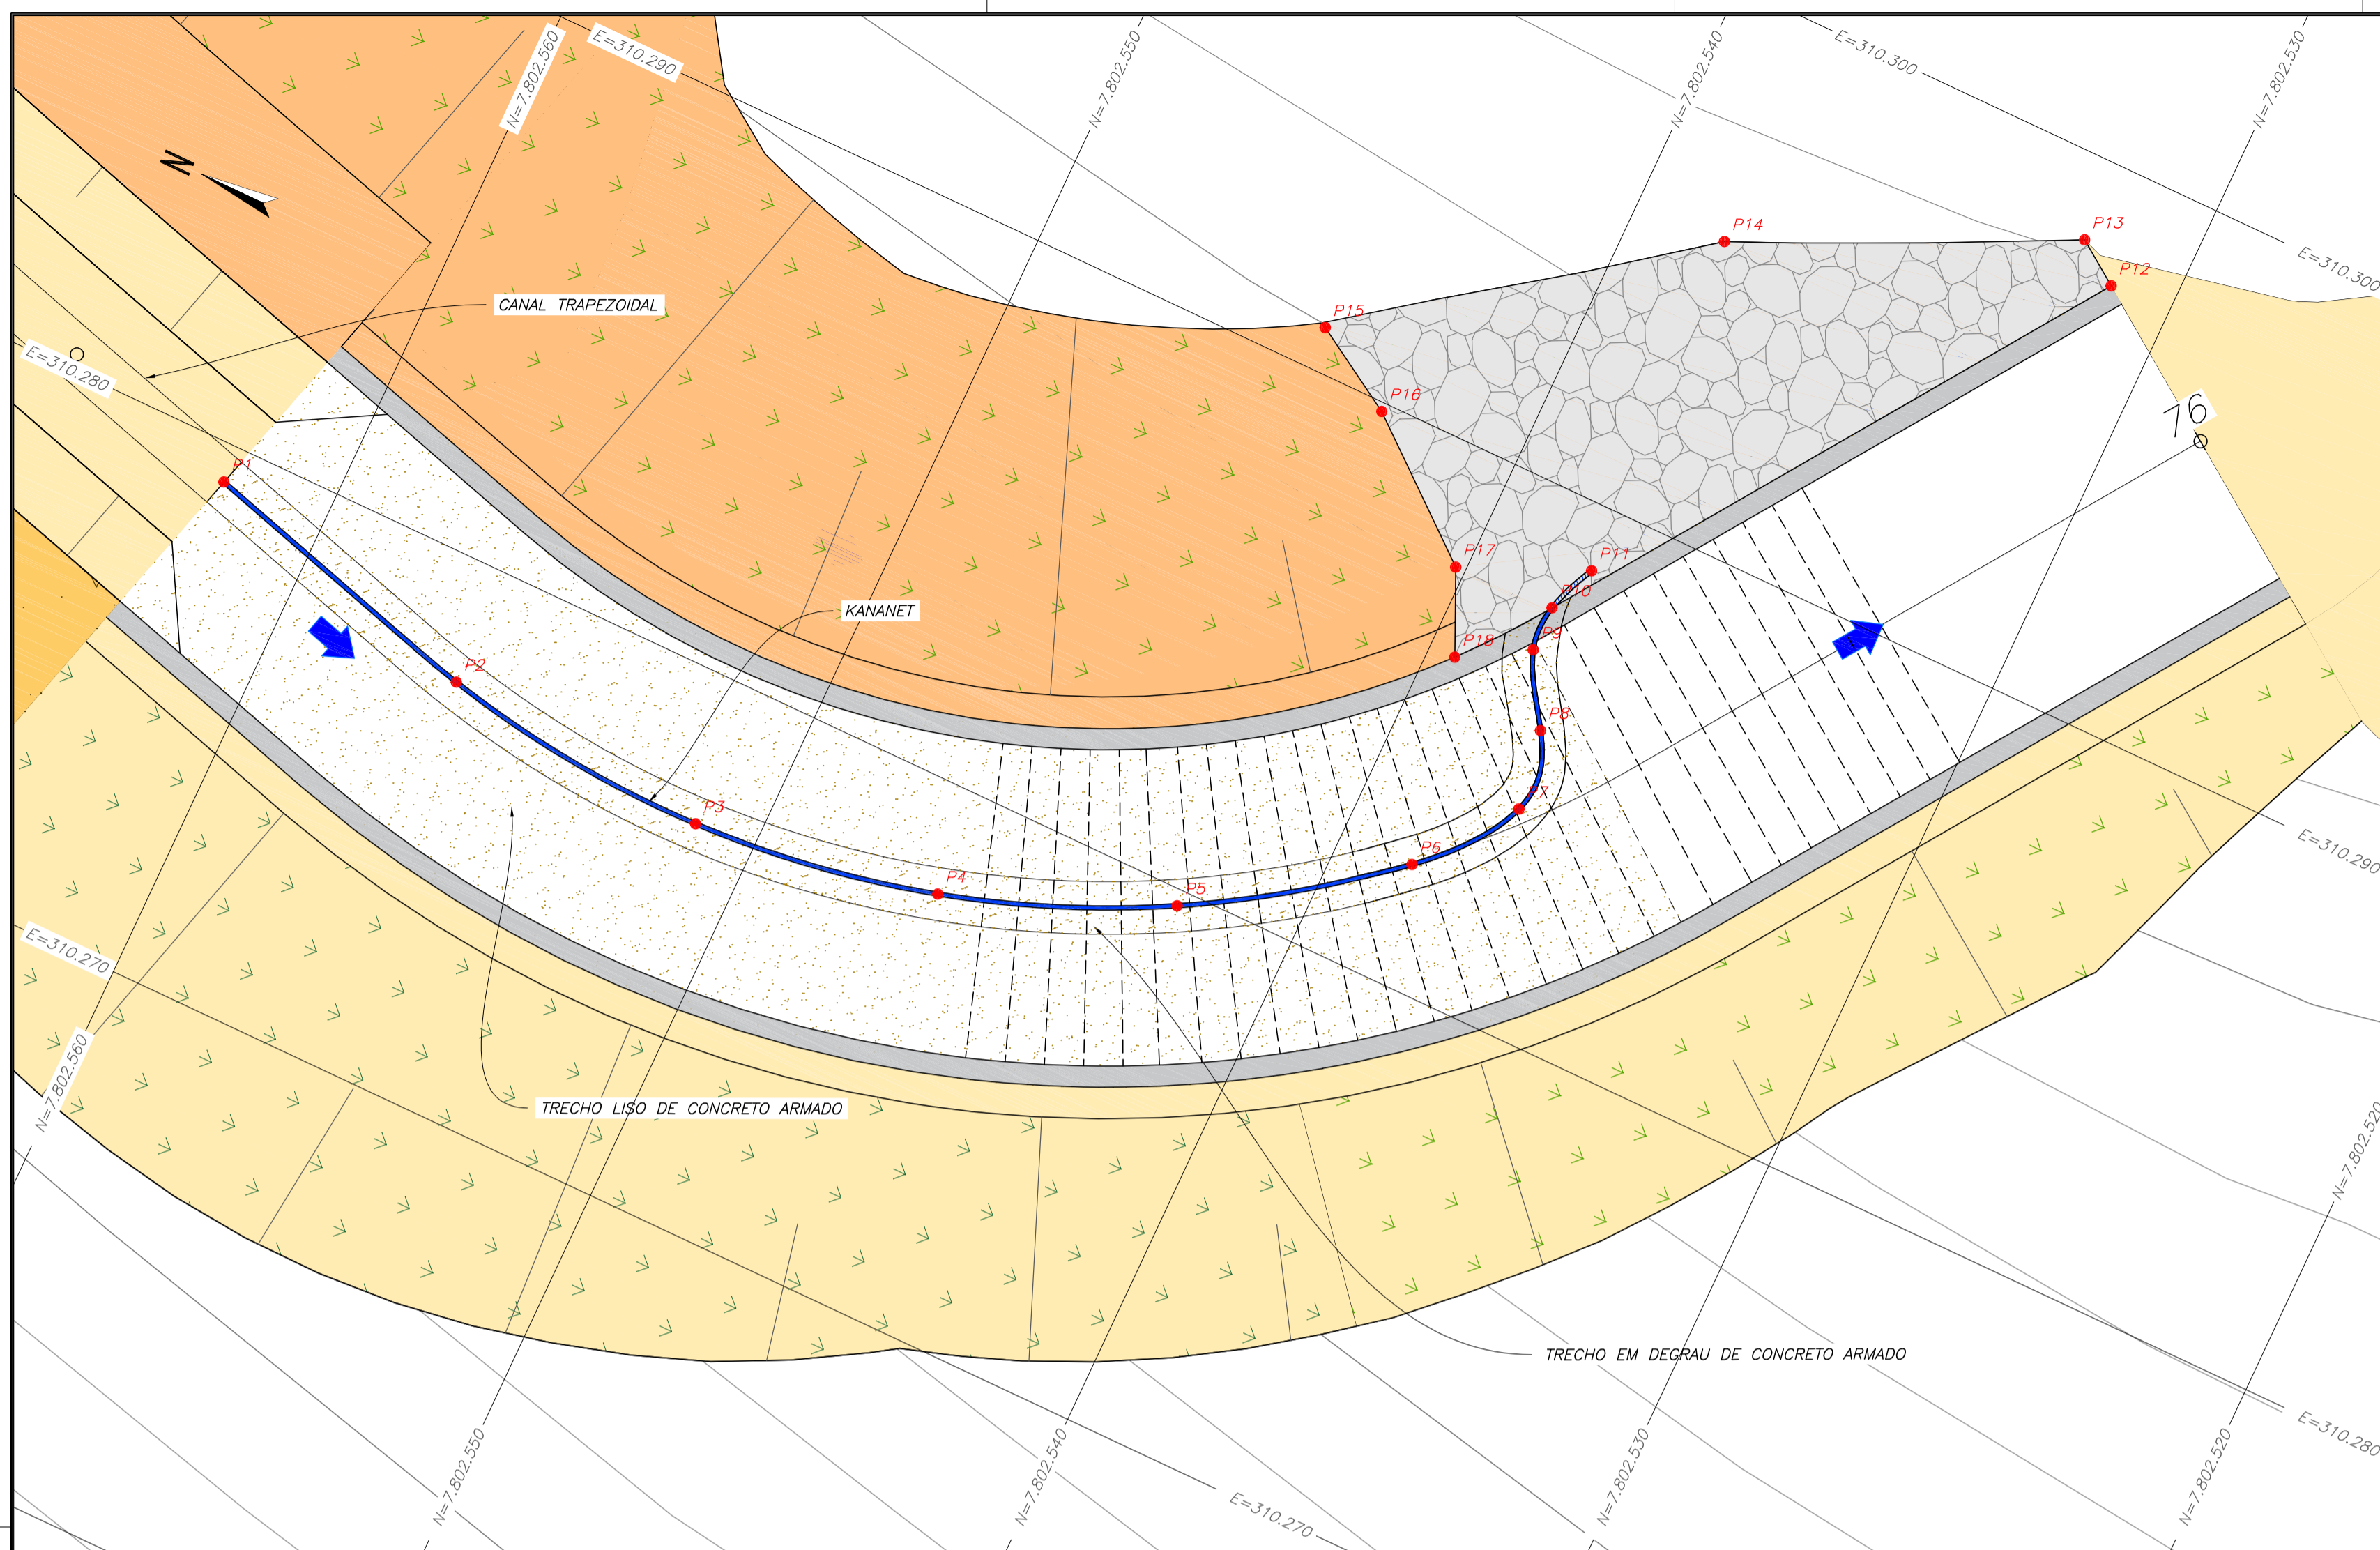 N=7.802.560
E=310.290
N=7.802.550
N=7.802.540
E=310.300
N=7.802.530
N
P14
P13
E=310.300
P12
CANAL TRAPEZOIDAL
P15
E=310.280
P16
76
P1
P17
P11
P10
KANANET
P9
P18
P2
P8
P7
P3
P6
E=310.290
P4
P5
E=310.270
N=7.802.560
TRECHO LISO DE CONCRETO ARMADO
N=7.802.520
TRECHO EM DEGRAU DE CONCRETO ARMADO
E=310.280
N=7.802.550
N=7.802.540
N=7.802.530
N=7.802.520
E=310.270